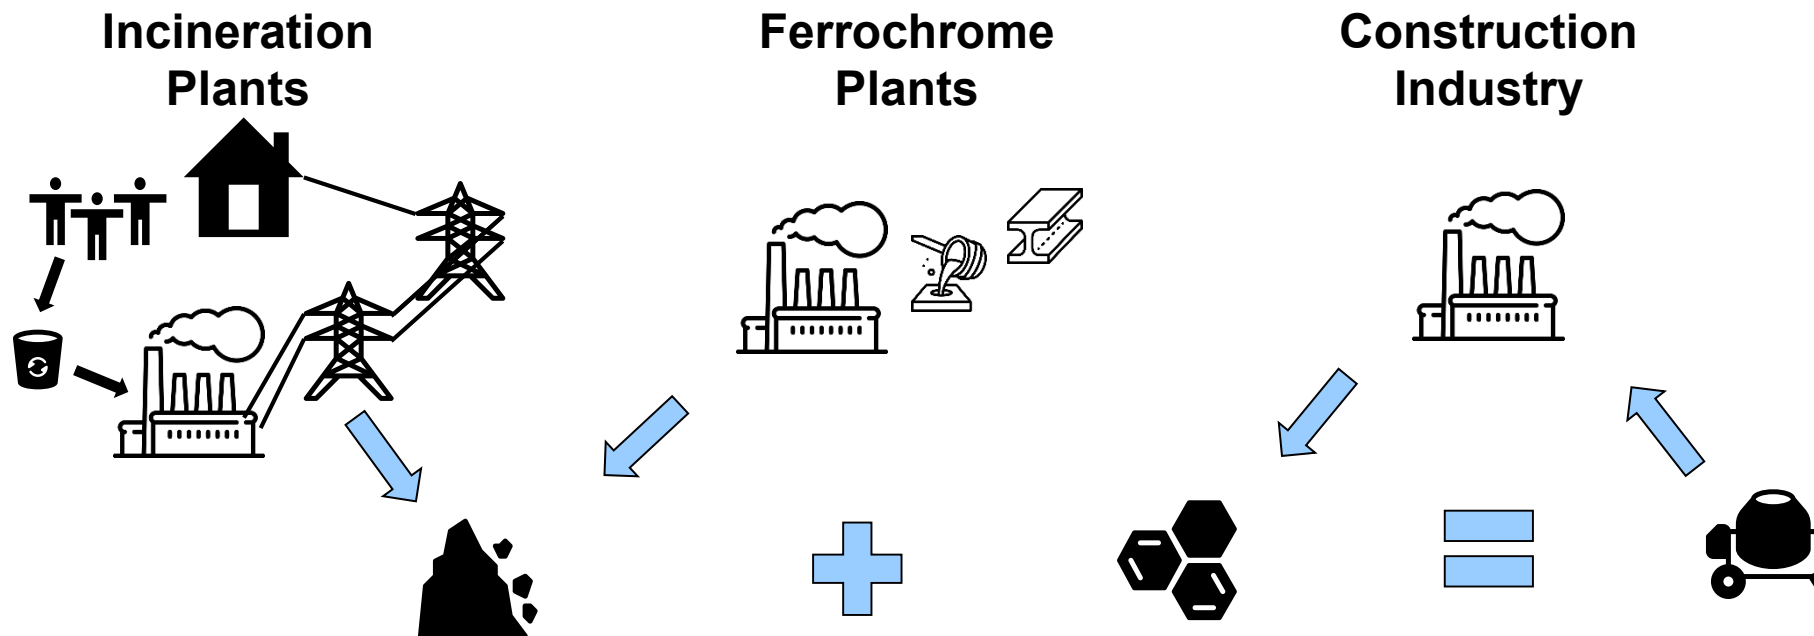 Incineration
Plants
Ferrochrome
Plants
Construction
Industry